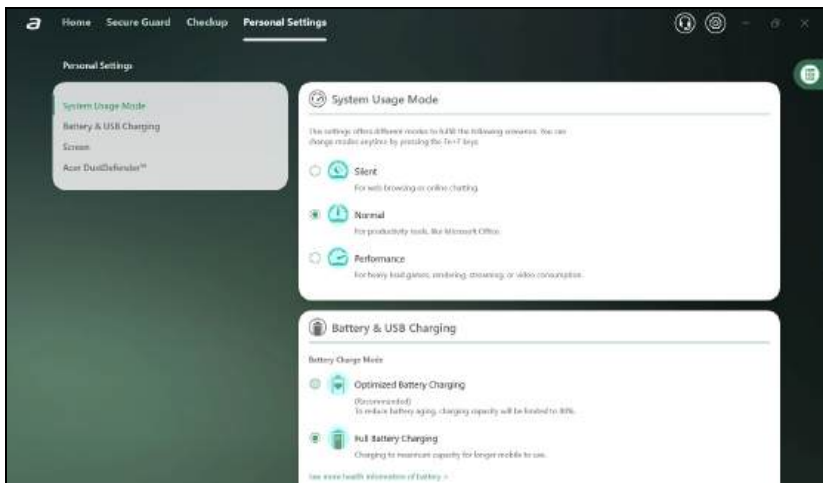 a Home Secure Guard Checkup Personal Settings
Personal Settings
System Usage Mode
Battery & USB Charging
Screen
Acer DustDefender™
System Usage Mode
This settings offers different modes to fulfill the following scenarios. You can
change modes anytime by pressing the Fn+F keys
Silent
For web browsing or online chatting
Normal
For productivity tools, like Microsoft Office.
Performance
For heavy load games, rendering, streaming, or video consumption.
Battery & USB Charging
Battery Charge Mode
Optimized Battery Charging
(Recommended)
To reduce battery aging, charging capacity will be limited to 80%.
Full Battery Charging
Charging to maximum capacity for longer mobile to use.
See more health information of battery >